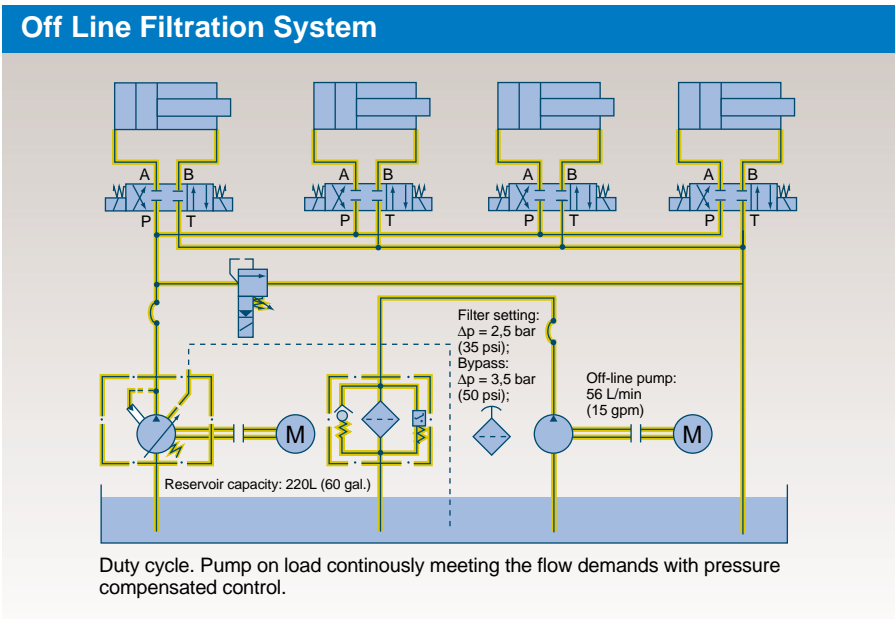 Off Line Filtration System
A B A B A B A B
P T P T P T P T
Filter setting:
Δp = 2,5 bar
(35 psi);
Bypass:
Δp = 3,5 bar
(50 psi);
Off-line pump:
56 L/min
(15 gpm)
M M
Reservoir capacity: 220L (60 gal.)
Duty cycle. Pump on load continously meeting the flow demands with pressure
compensated control.